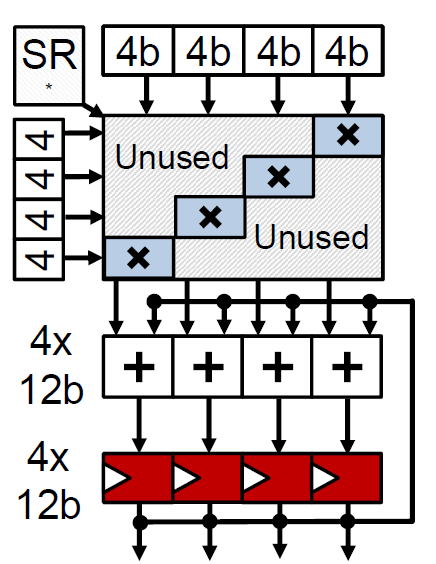 SR
*
4b 4b 4b 4b
4
4
4
4
×
Unused
×
×
Unused
×
4x
12b
+ + + +
4x
12b